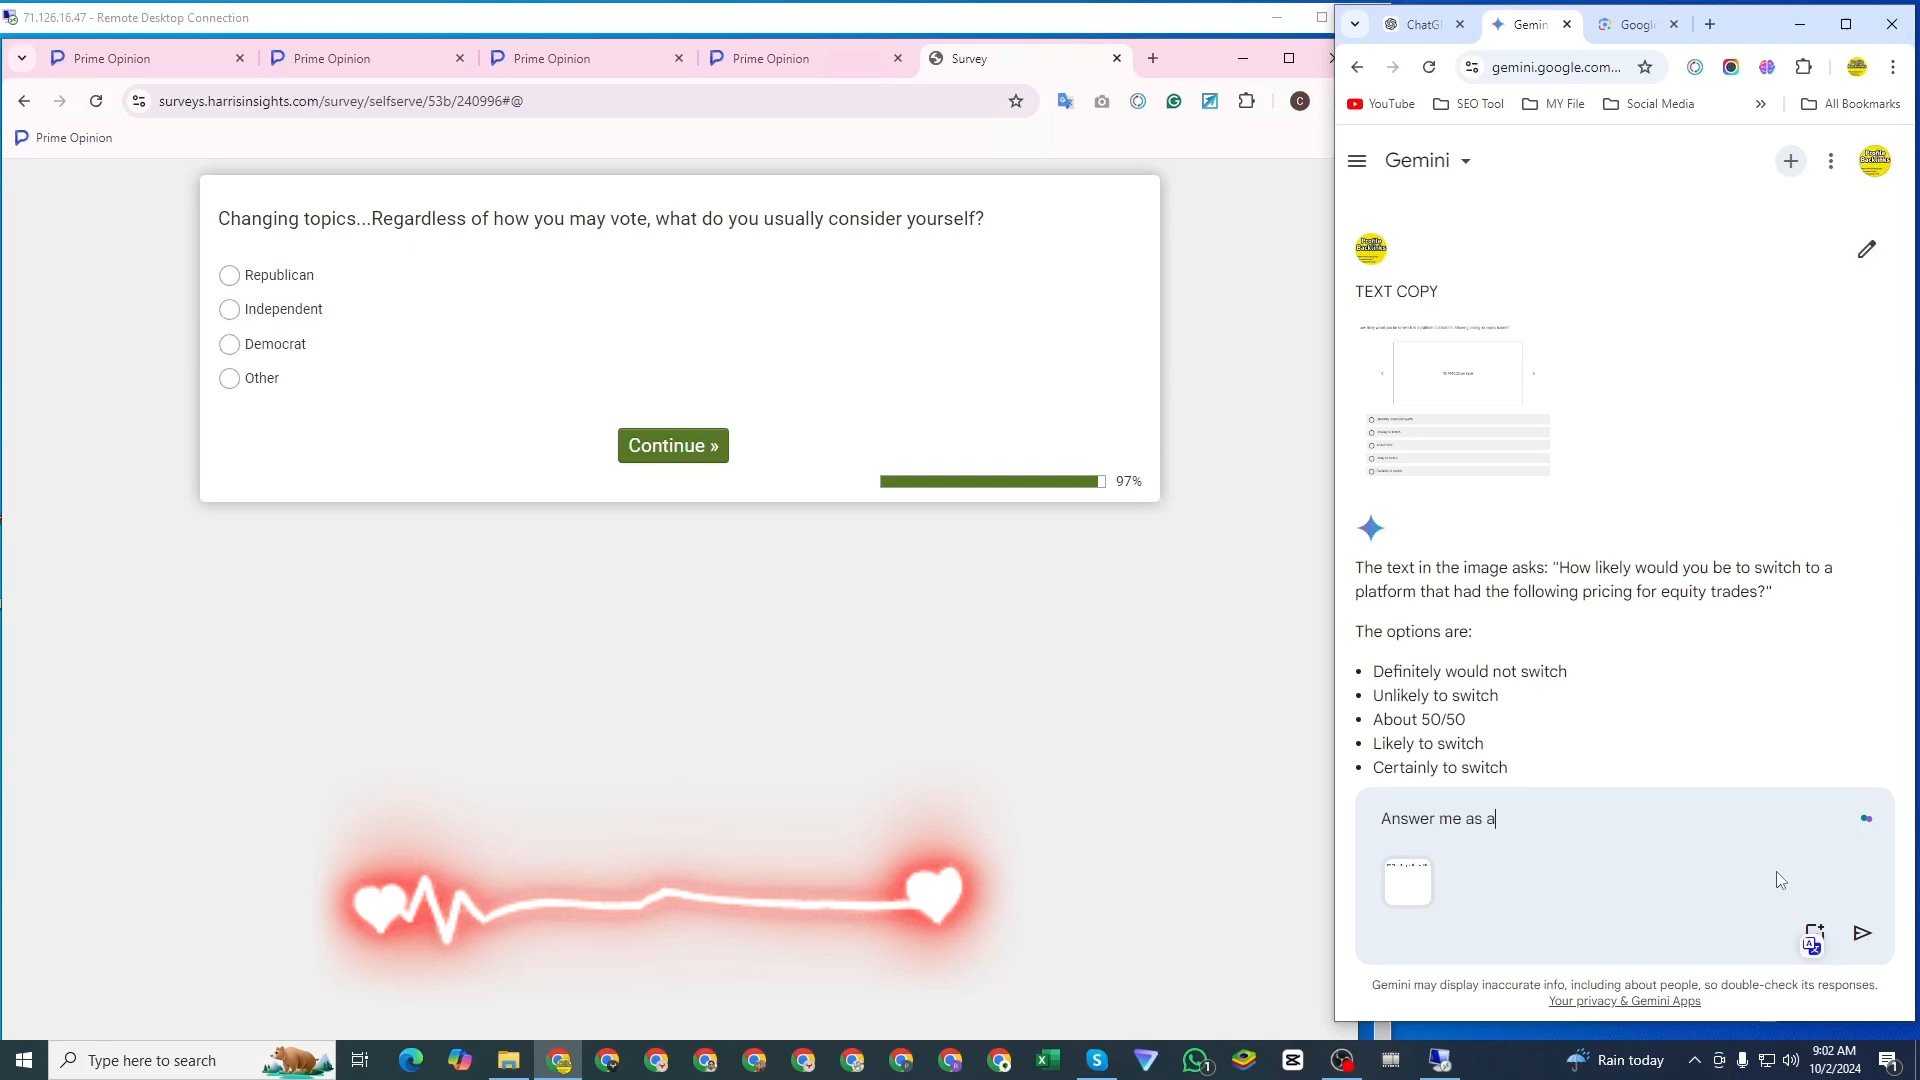 71.126.16.47 - Remote Desktop Connection
Prime Opinion
Prime Opinion
Prime Opinion
Prime Opinion
Survey
surveys.harrisinsights.com/survey/selfserve/53b/240996#@
C
Prime Opinion
Changing topics...Regardless of how you may vote, what do you usually consider yourself?
Republican
Independent
Democrat
Other
Continue »
97%
ChatG
Gemin
Google
gemini.google.com...
YouTube
SEO Tool
MY File
Social Media
»
All Bookmarks
Gemini
Profile Backlinks
TEXT COPY
The text in the image asks: "How likely would you be to switch to a
platform that had the following pricing for equity trades?"
The options are:
• Definitely would not switch
• Unlikely to switch
• About 50/50
• Likely to switch
• Certainly to switch
Answer me as a
Gemini may display inaccurate info, including about people, so double-check its responses.
Your privacy & Gemini Apps
Type here to search
Rain today
9:02 AM
10/2/2024